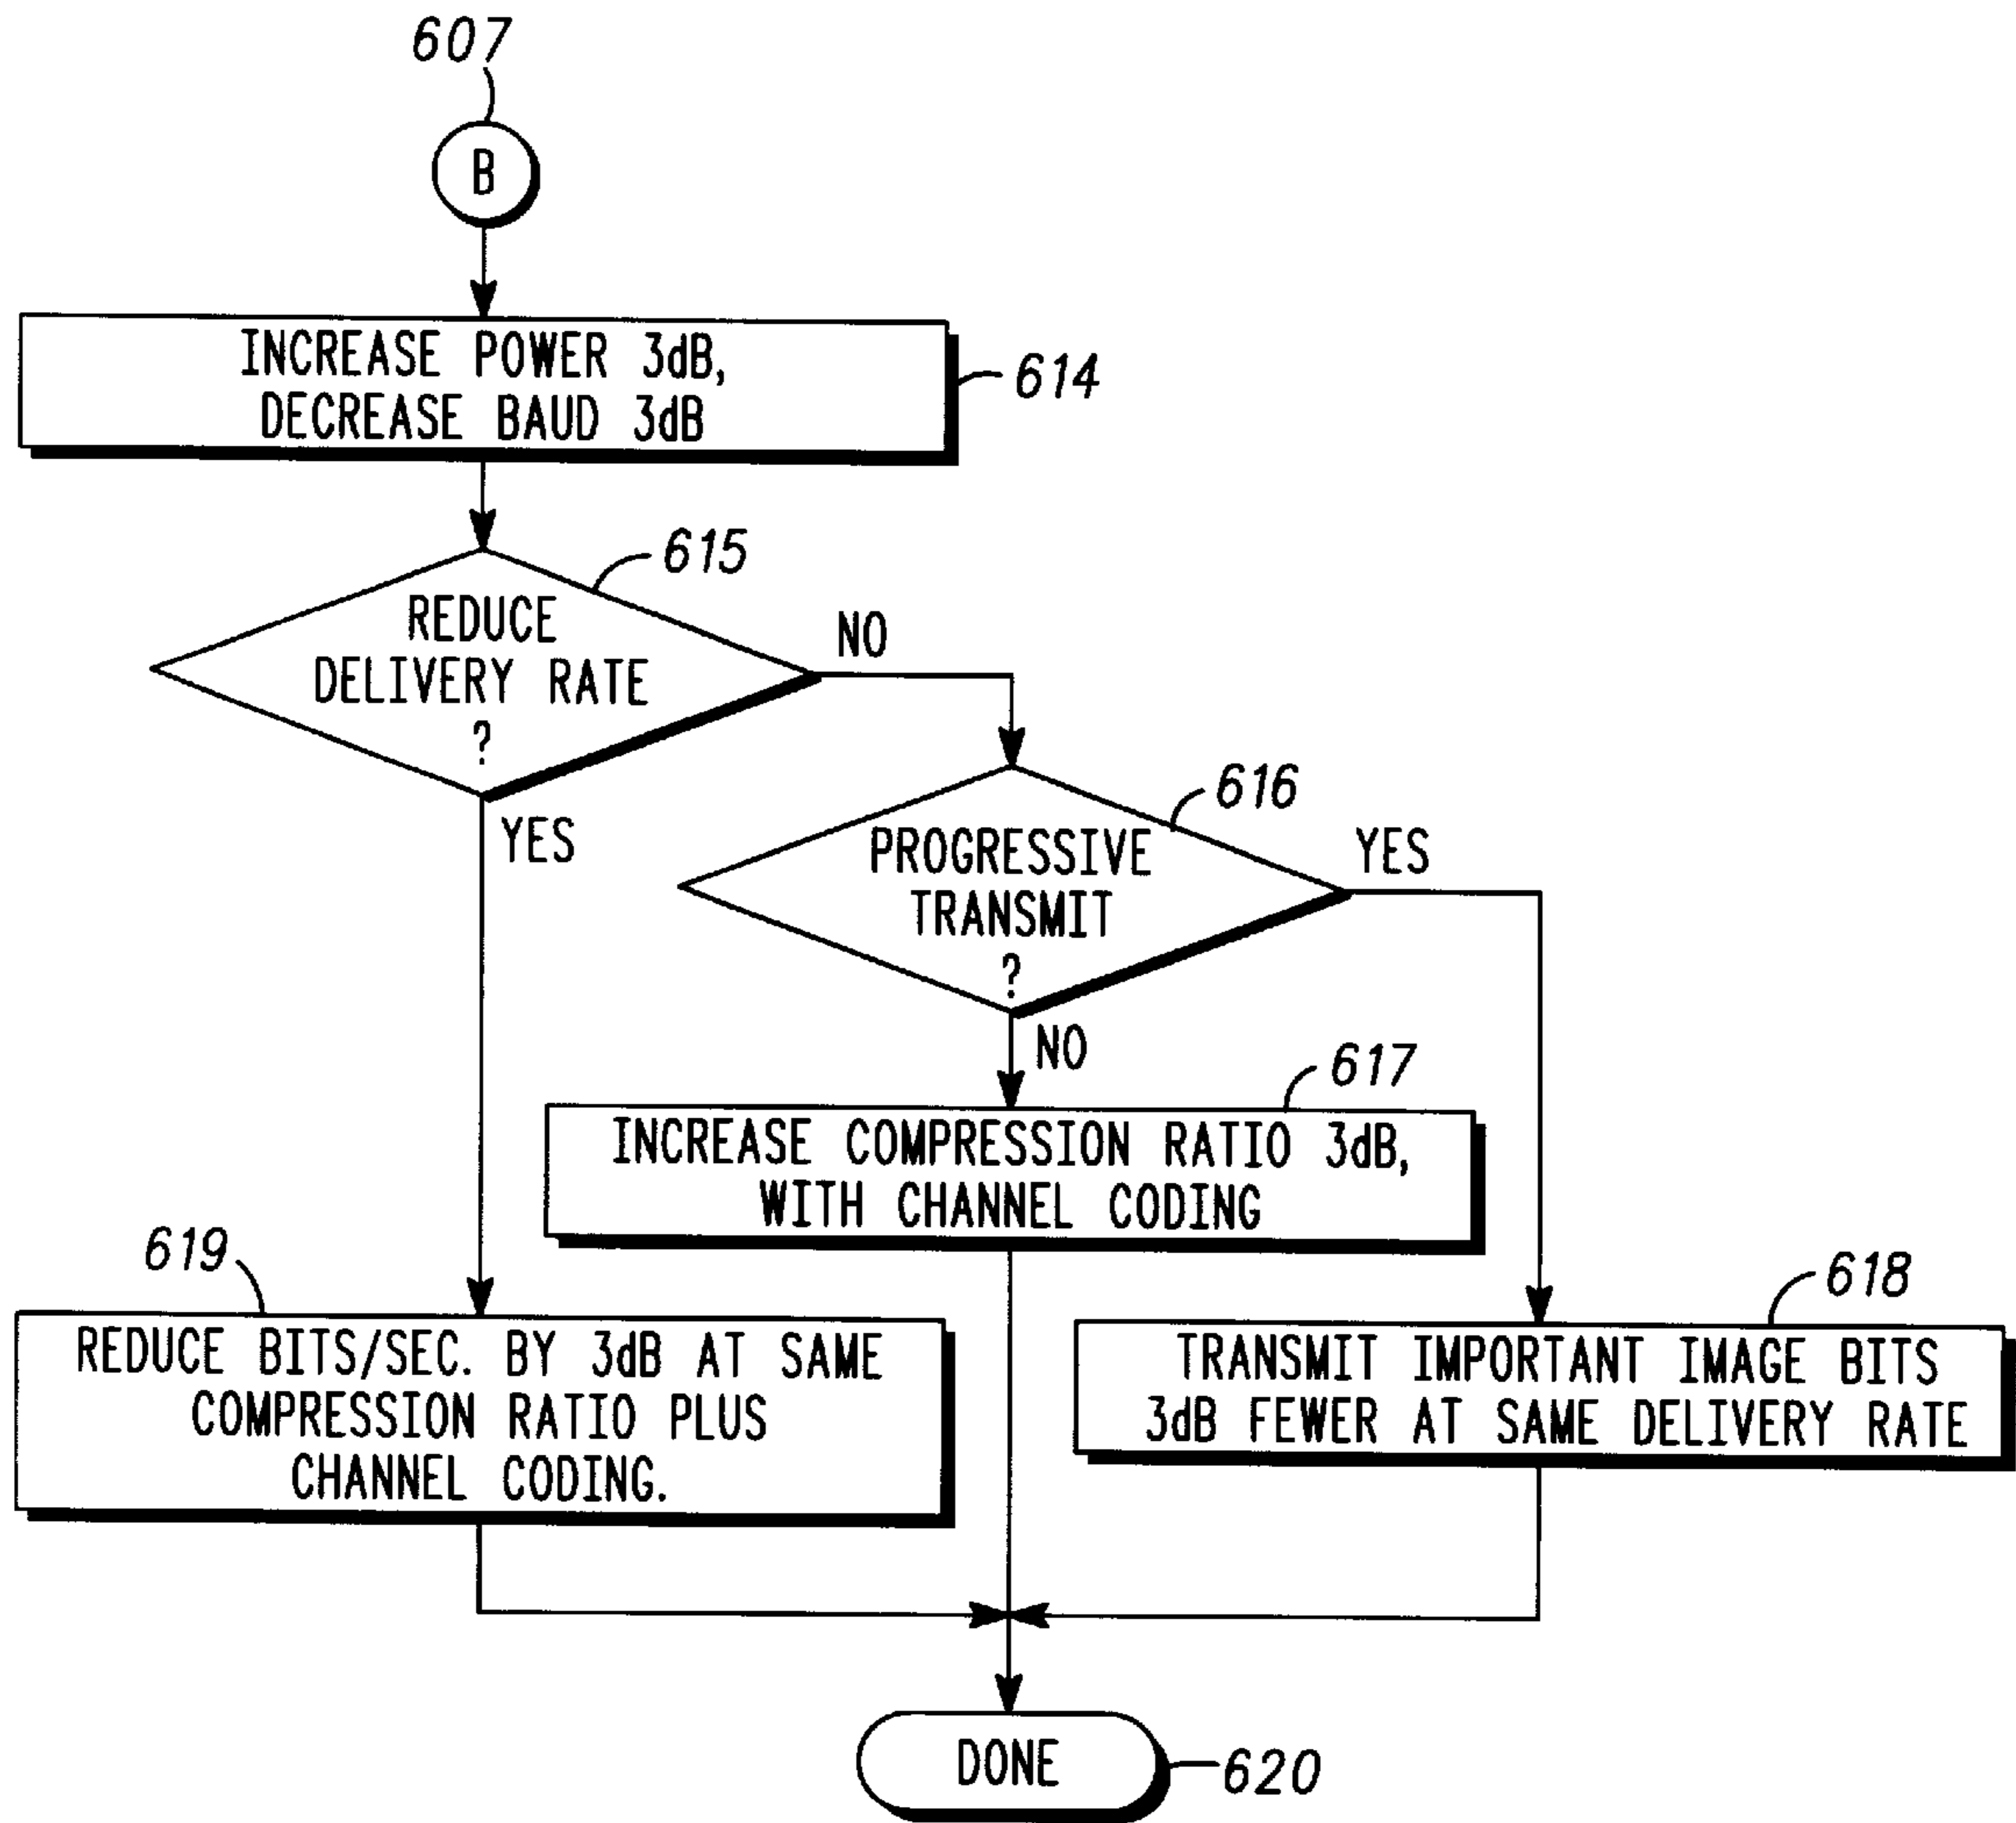 607
B
INCREASE POWER 3dB,
DECREASE BAUD 3dB
614
615
REDUCE
DELIVERY RATE
?
NO
YES
616
PROGRESSIVE
TRANSMIT
?
YES
NO
617
INCREASE COMPRESSION RATIO 3dB,
WITH CHANNEL CODING
619
REDUCE BITS/SEC. BY 3dB AT SAME
COMPRESSION RATIO PLUS
CHANNEL CODING.
618
TRANSMIT IMPORTANT IMAGE BITS
3dB FEWER AT SAME DELIVERY RATE
DONE
620